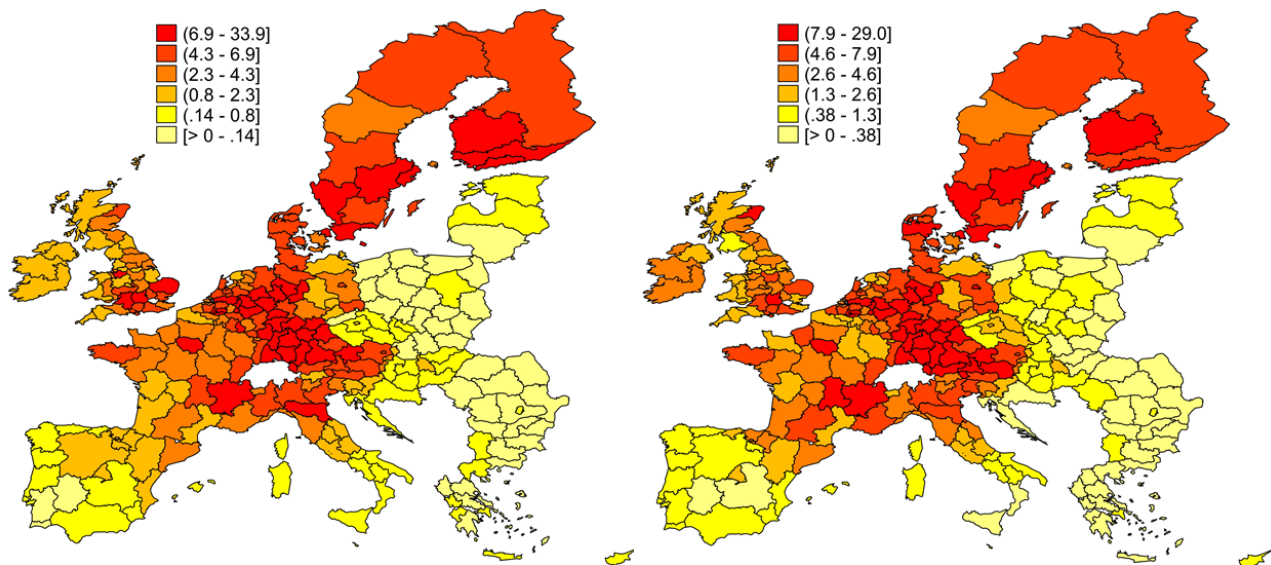 (6.9 - 33.9]
(4.3 - 6.9]
(2.3 - 4.3]
(0.8 - 2.3]
(.14 - 0.8]
[> 0 - .14]
(7.9 - 29.0]
(4.6 - 7.9]
(2.6 - 4.6]
(1.3 - 2.6]
(.38 - 1.3]
[> 0 - .38]